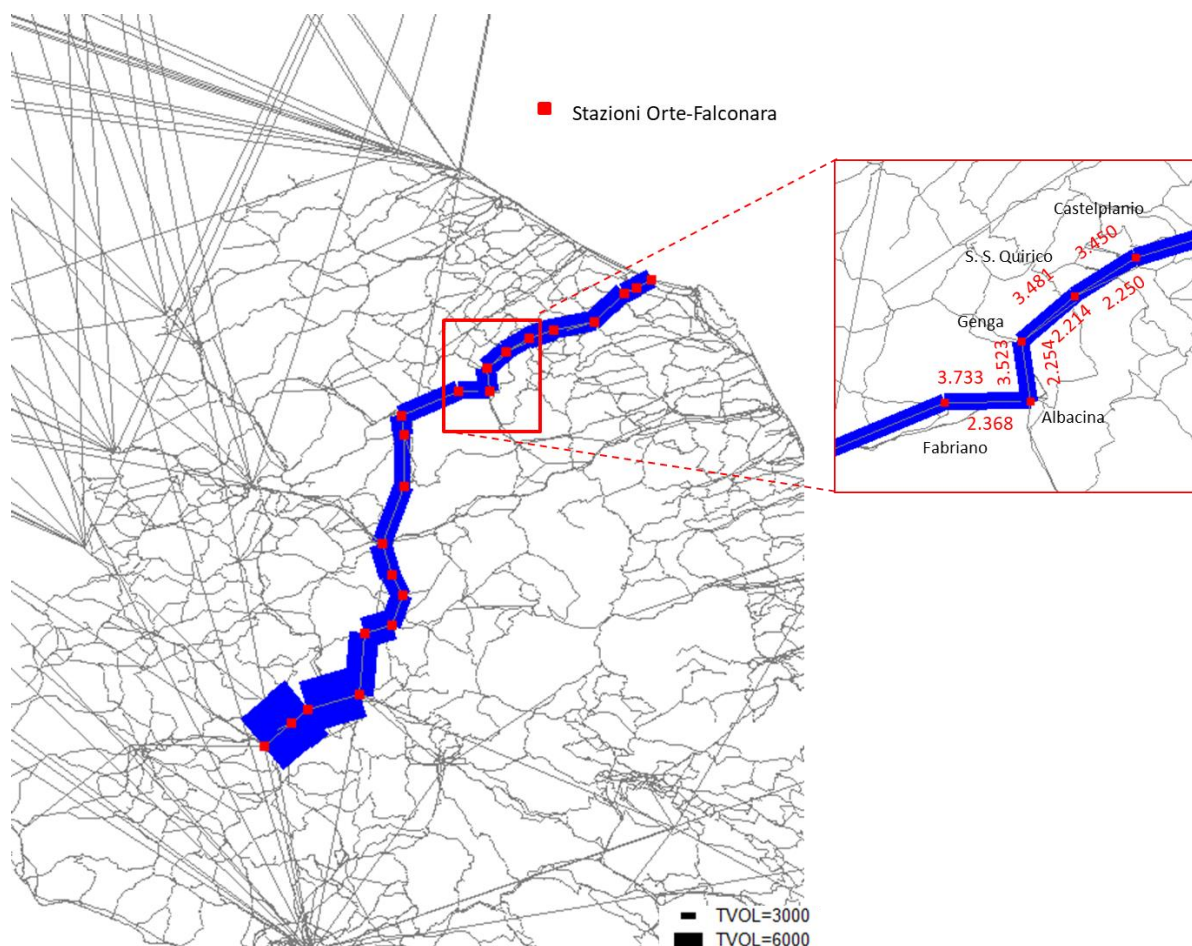 Stazioni Orte-Falconara
Castelplanio
3.450
S. S. Quirico
3.481
2.250
2.214
Genga
3.523
2.254
3.733
2.368
Albacina
Fabriano
TVOL=3000
TVOL=6000